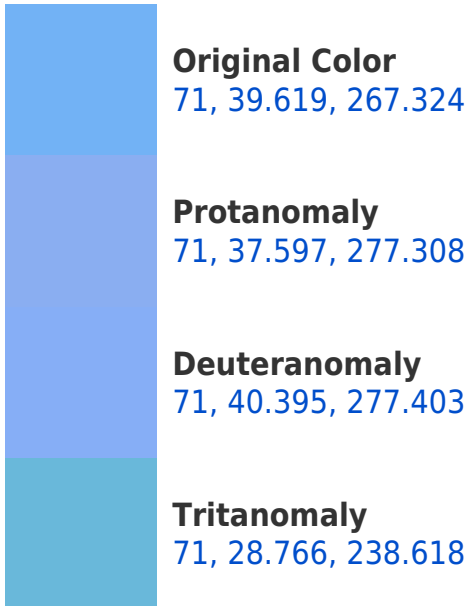 Original Color
71, 39.619, 267.324
Protanomaly
71, 37.597, 277.308
Deuteranomaly
71, 40.395, 277.403
Tritanomaly
71, 28.766, 238.618